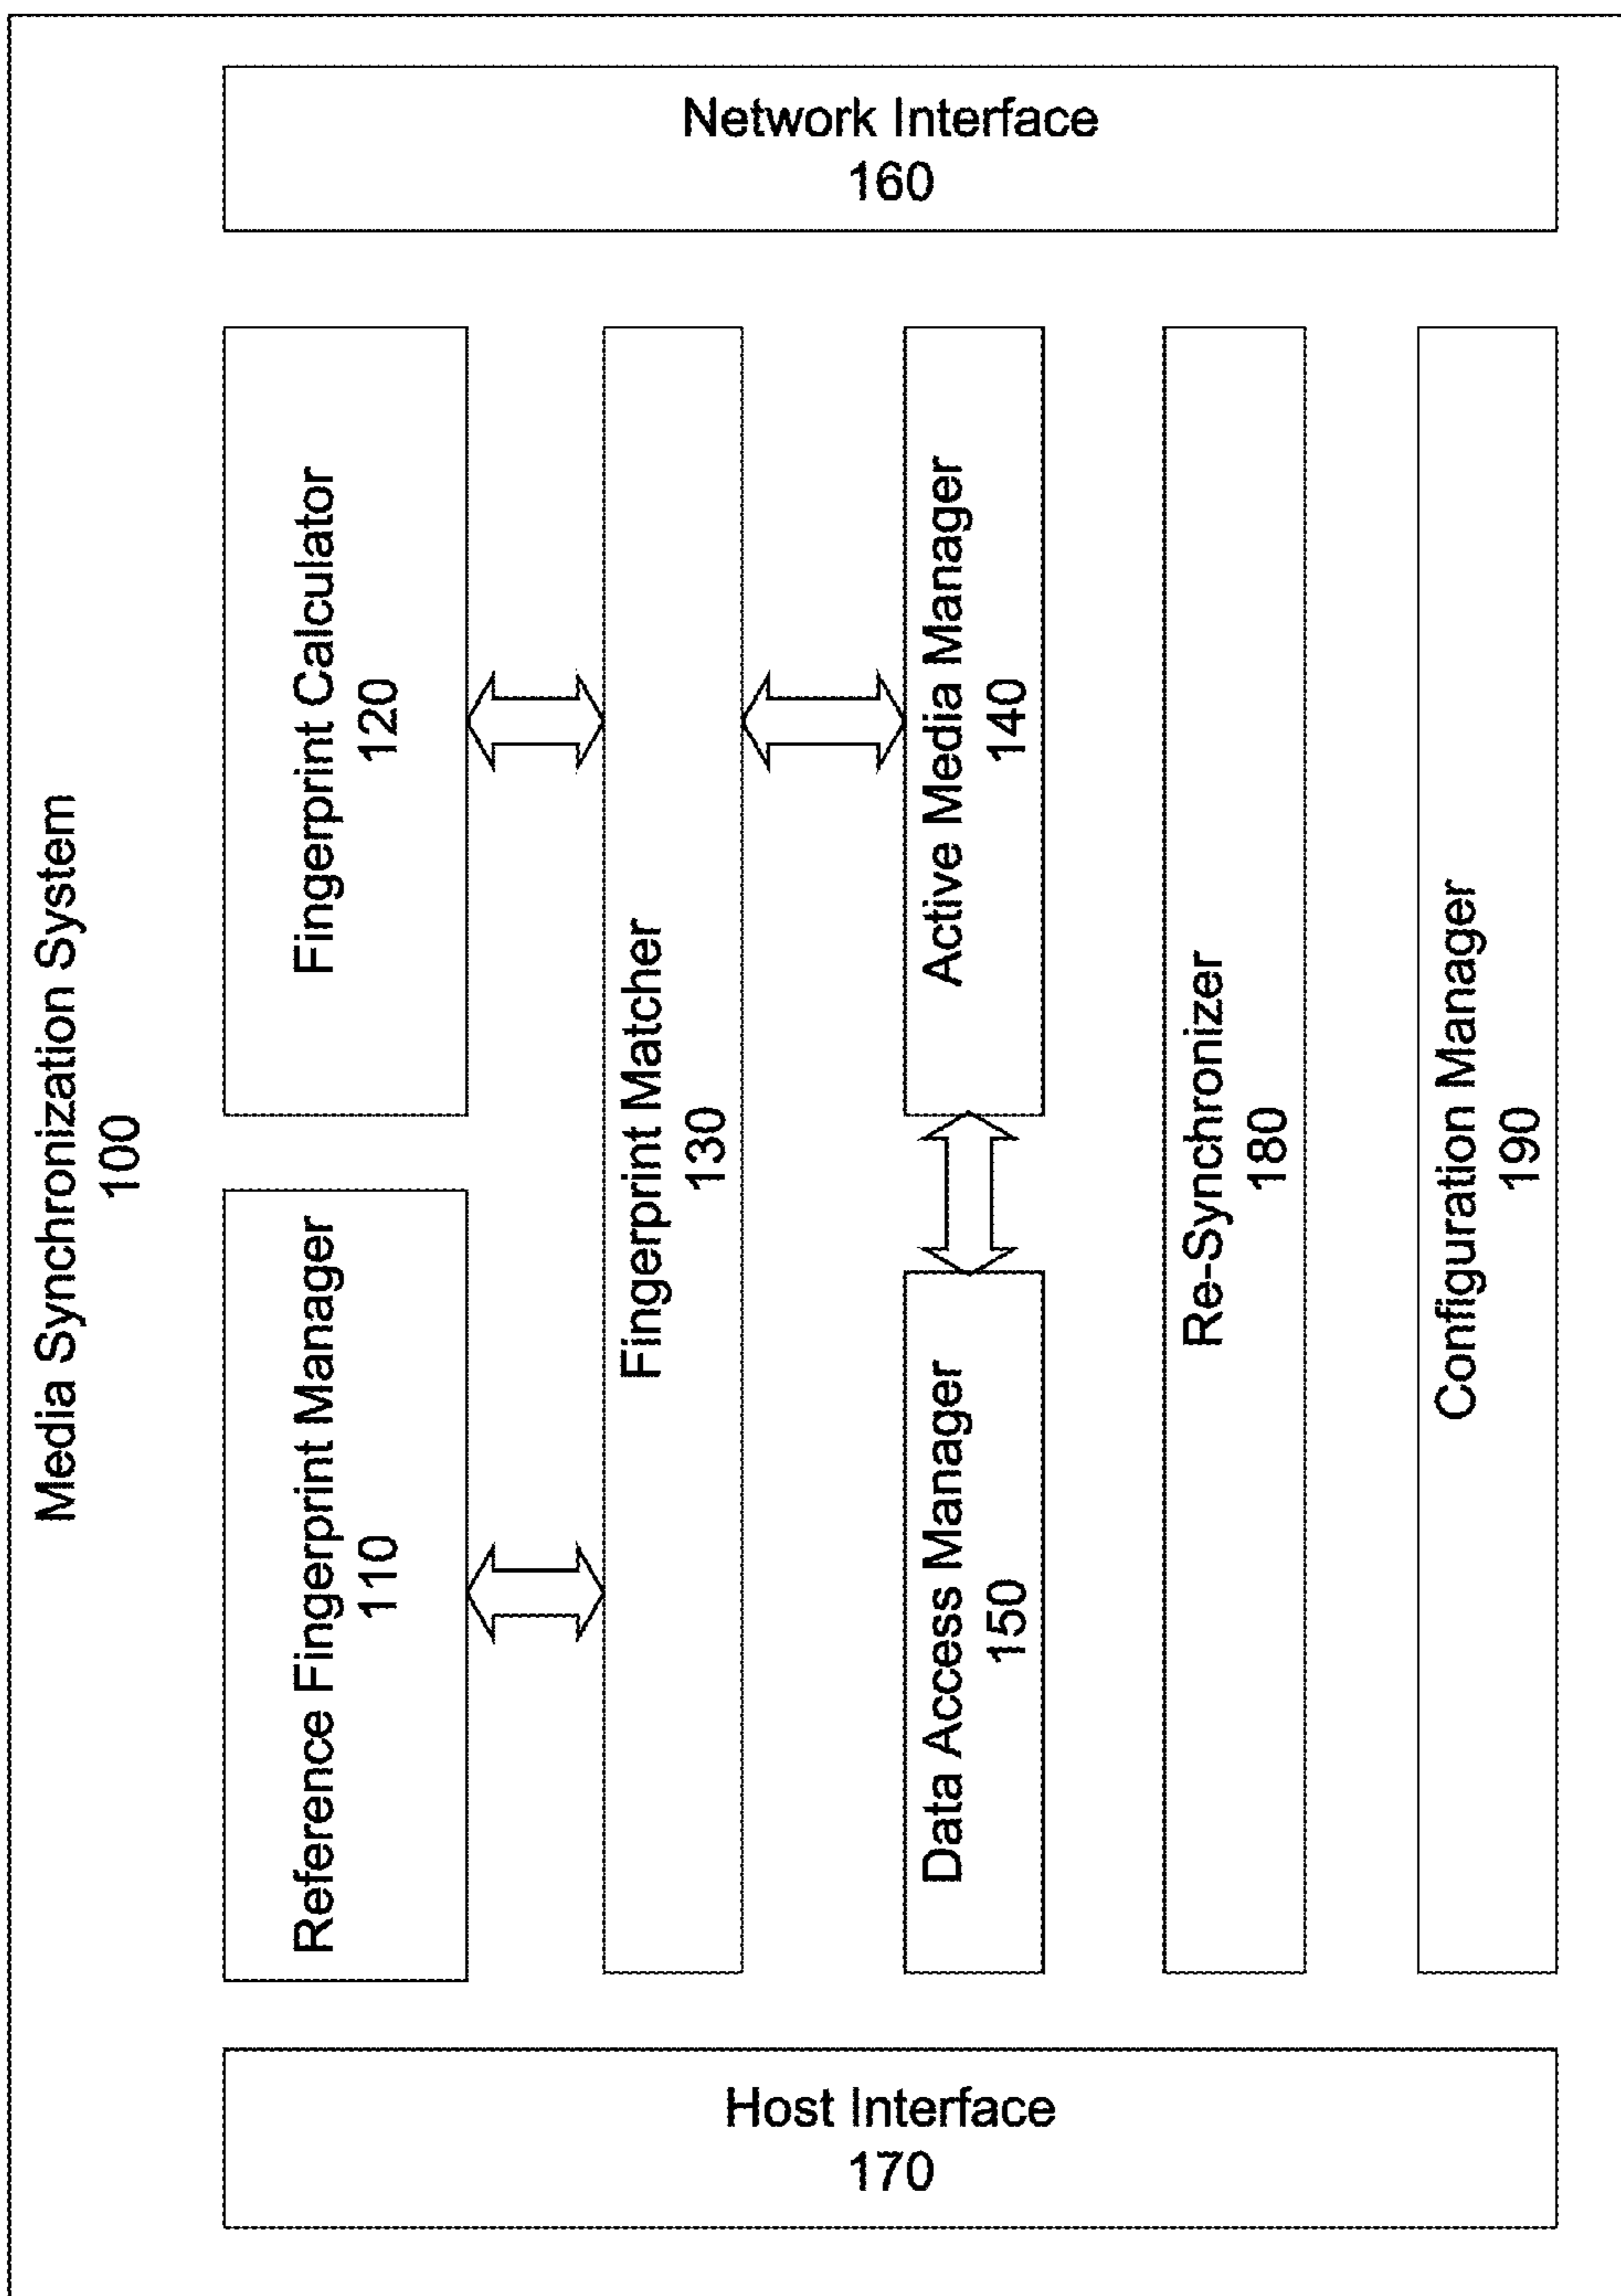 Media Synchronization System
100
Reference Fingerprint Manager
110
Fingerprint Calculator
120
Fingerprint Matcher
130
Data Access Manager
150
Active Media Manager
140
Re-Synchronizer
180
Configuration Manager
190
Host Interface
170
Network Interface
160